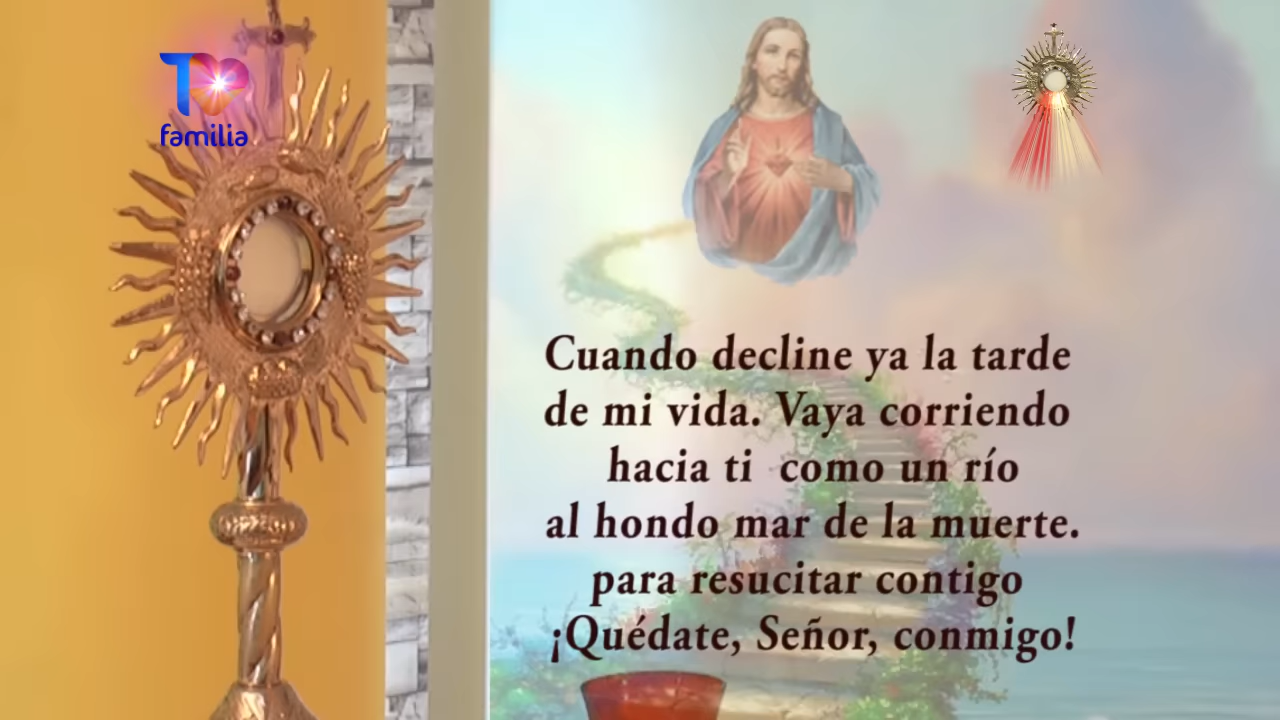 TO
familia
Cuando decline ya la tarde
de mi vida. Vaya corriendo
hacia ti como un río
al hondo mar de la muerte.
para resucitar contigo
¡Quédate, Señor, conmigo!